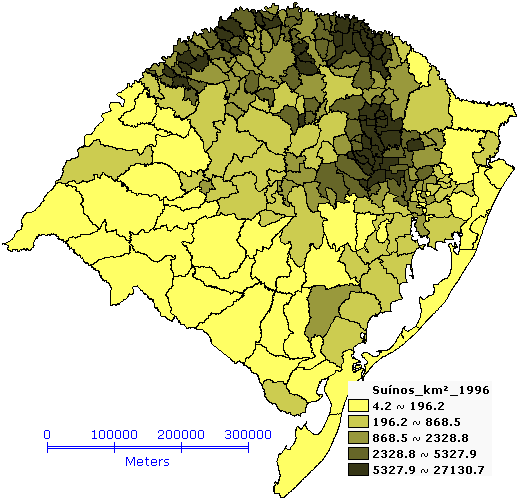 Suínos_km²_1996
4.2 ~ 196.2
196.2 ~ 868.5
868.5 ~ 2328.8
2328.8 ~ 5327.9
5327.9 ~ 27130.7
0 100000 200000 300000
Meters